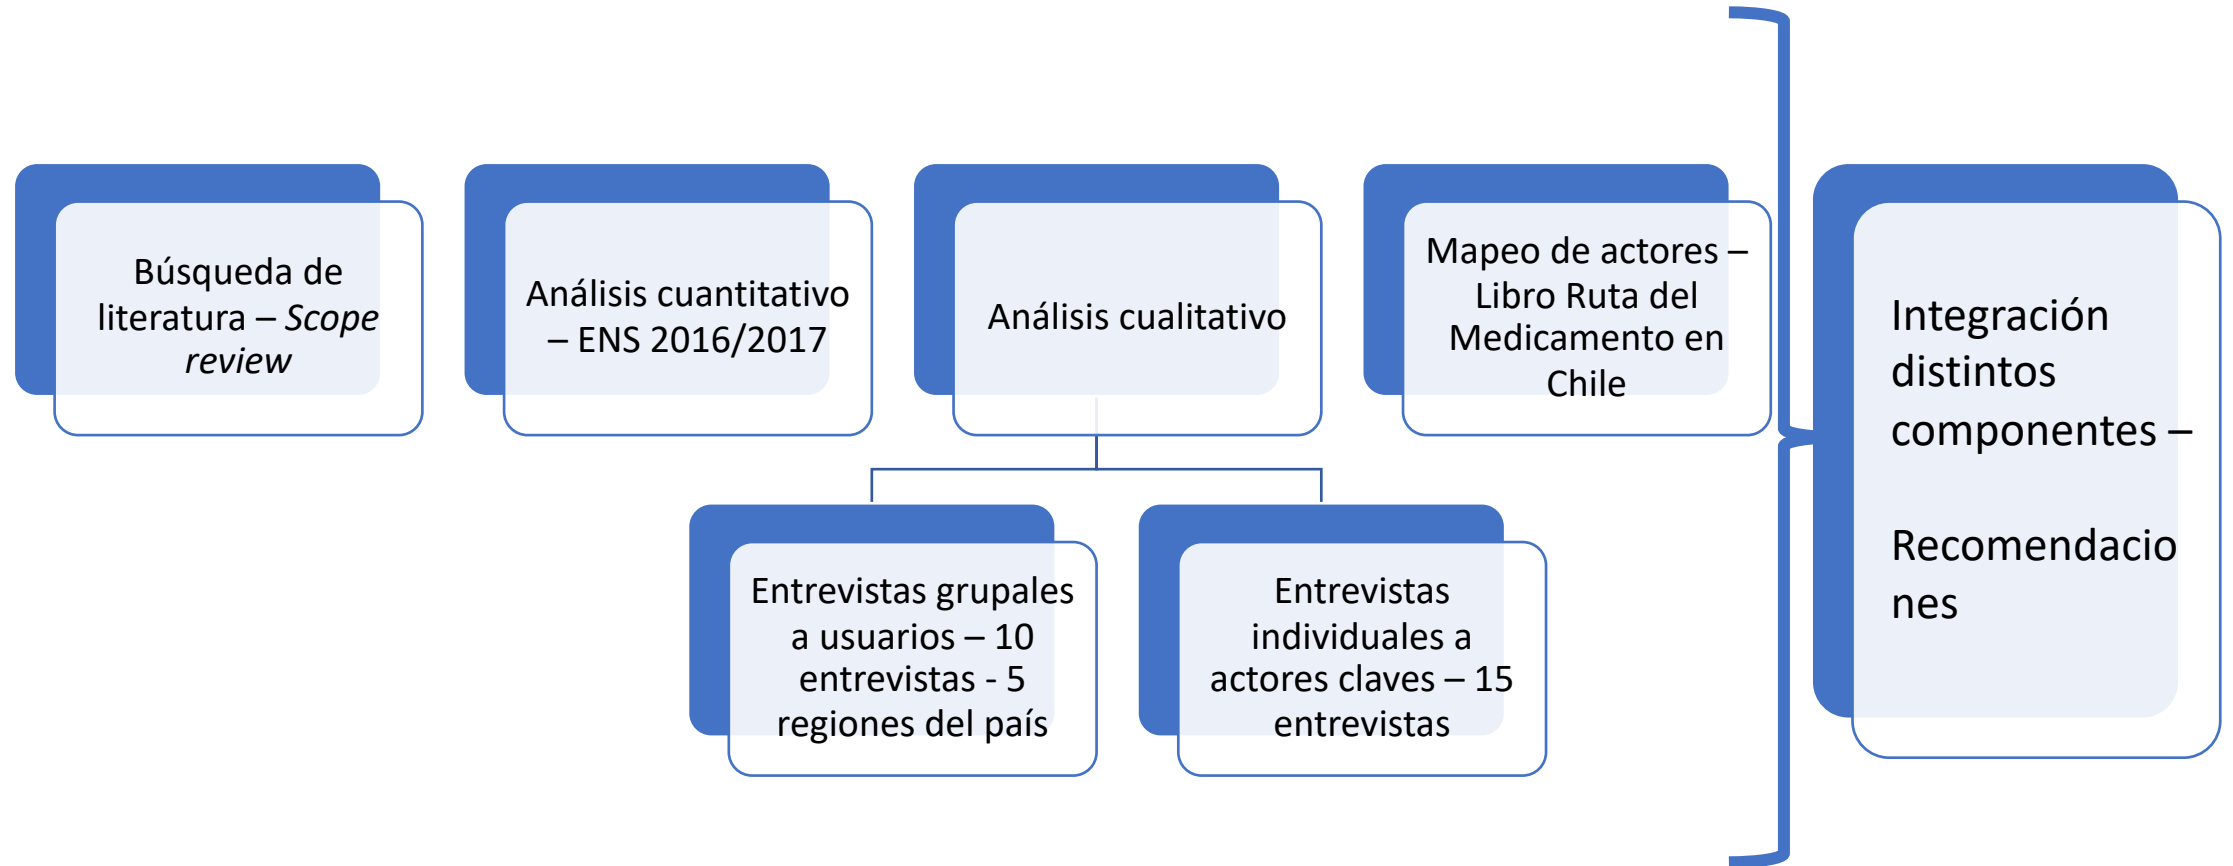 Búsqueda de
literatura – Scope
review
Análisis cuantitativo
– ENS 2016/2017
Análisis cualitativo
Mapeo de actores –
Libro Ruta del
Medicamento en
Chile
Entrevistas grupales
a usuarios – 10
entrevistas - 5
regiones del país
Entrevistas
individuales a
actores claves – 15
entrevistas
Integración
distintos
componentes –
Recomendacio
nes